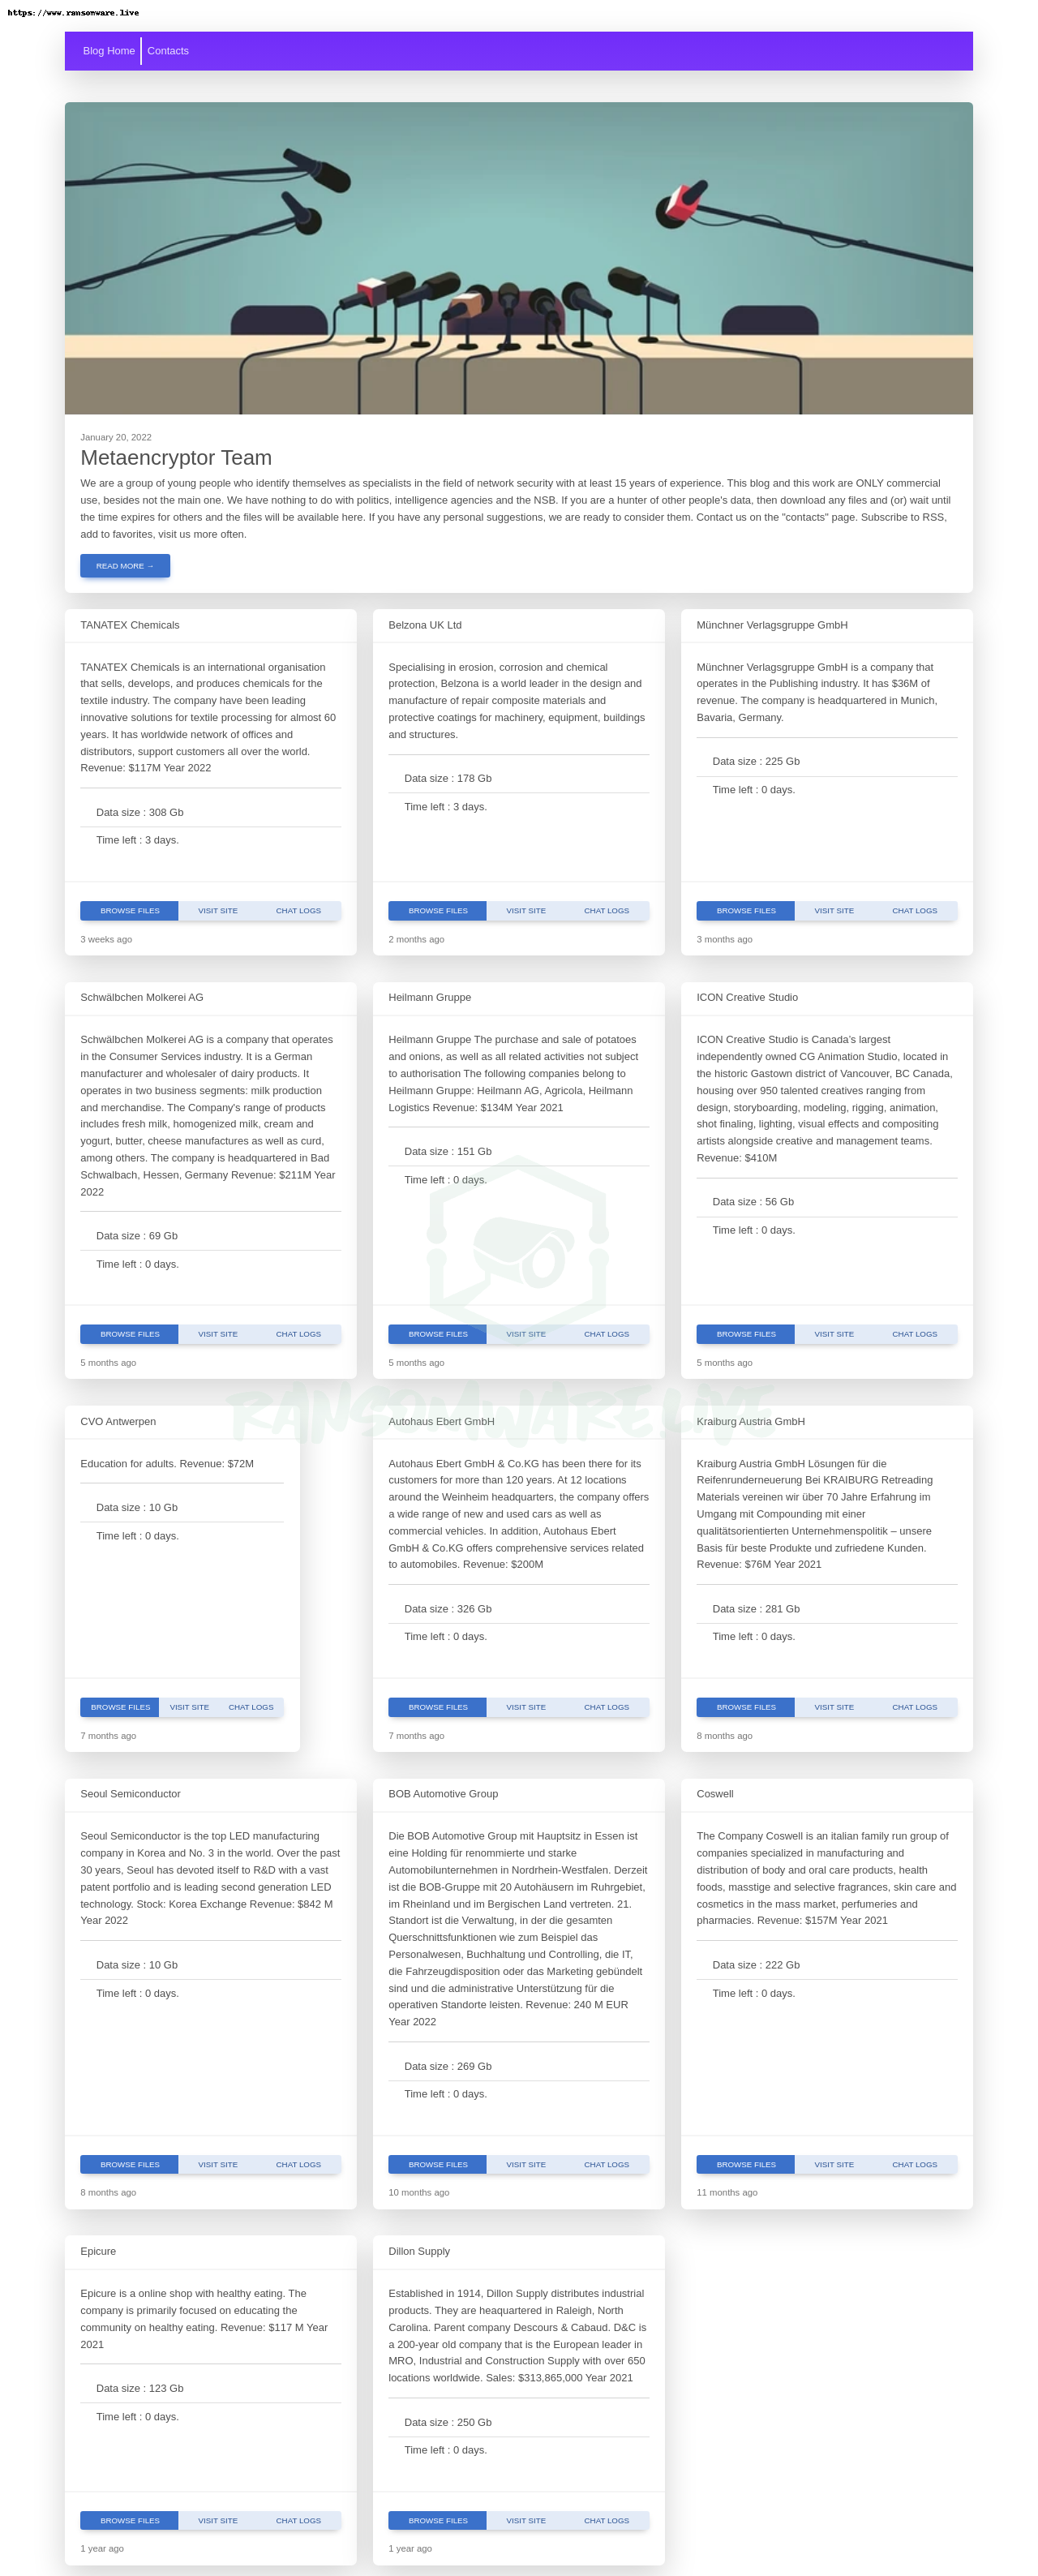 https://www.ransomware.live
Blog Home
Contacts
January 20, 2022
Metaencryptor Team
We are a group of young people who identify themselves as specialists in the field of network security with at least 15 years of experience. This blog and this work are ONLY commercial
use, besides not the main one. We have nothing to do with politics, intelligence agencies and the NSB. If you are a hunter of other people's data, then download any files and (or) wait until
the time expires for others and the files will be available here. If you have any personal suggestions, we are ready to consider them. Contact us on the "contacts" page. Subscribe to RSS,
add to favorites, visit us more often.
READ MORE →
TANATEX Chemicals
TANATEX Chemicals is an international organisation
that sells, develops, and produces chemicals for the
textile industry. The company have been leading
innovative solutions for textile processing for almost 60
years. It has worldwide network of offices and
distributors, support customers all over the world.
Revenue: $117M Year 2022
Data size : 308 Gb
Time left : 3 days.
BROWSE FILES VISIT SITE CHAT LOGS
3 weeks ago
Belzona UK Ltd
Specialising in erosion, corrosion and chemical
protection, Belzona is a world leader in the design and
manufacture of repair composite materials and
protective coatings for machinery, equipment, buildings
and structures.
Data size : 178 Gb
Time left : 3 days.
BROWSE FILES VISIT SITE CHAT LOGS
2 months ago
Münchner Verlagsgruppe GmbH
Münchner Verlagsgruppe GmbH is a company that
operates in the Publishing industry. It has $36M of
revenue. The company is headquartered in Munich,
Bavaria, Germany.
Data size : 225 Gb
Time left : 0 days.
BROWSE FILES VISIT SITE CHAT LOGS
3 months ago
Schwälbchen Molkerei AG
Schwälbchen Molkerei AG is a company that operates
in the Consumer Services industry. It is a German
manufacturer and wholesaler of dairy products. It
operates in two business segments: milk production
and merchandise. The Company's range of products
includes fresh milk, homogenized milk, cream and
yogurt, butter, cheese manufactures as well as curd,
among others. The company is headquartered in Bad
Schwalbach, Hessen, Germany Revenue: $211M Year
2022
Data size : 69 Gb
Time left : 0 days.
BROWSE FILES VISIT SITE CHAT LOGS
5 months ago
Heilmann Gruppe
Heilmann Gruppe The purchase and sale of potatoes
and onions, as well as all related activities not subject
to authorisation The following companies belong to
Heilmann Gruppe: Heilmann AG, Agricola, Heilmann
Logistics Revenue: $134M Year 2021
Data size : 151 Gb
Time left : 0 days.
BROWSE FILES VISIT SITE CHAT LOGS
5 months ago
ICON Creative Studio
ICON Creative Studio is Canada's largest
independently owned CG Animation Studio, located in
the historic Gastown district of Vancouver, BC Canada,
housing over 950 talented creatives ranging from
design, storyboarding, modeling, rigging, animation,
shot finaling, lighting, visual effects and compositing
artists alongside creative and management teams.
Revenue: $410M
Data size : 56 Gb
Time left : 0 days.
BROWSE FILES VISIT SITE CHAT LOGS
5 months ago
RANSOMWARE.LIVE
CVO Antwerpen
Education for adults. Revenue: $72M
Data size : 10 Gb
Time left : 0 days.
BROWSE FILES VISIT SITE CHAT LOGS
7 months ago
Autohaus Ebert GmbH
Autohaus Ebert GmbH & Co.KG has been there for its
customers for more than 120 years. At 12 locations
around the Weinheim headquarters, the company offers
a wide range of new and used cars as well as
commercial vehicles. In addition, Autohaus Ebert
GmbH & Co.KG offers comprehensive services related
to automobiles. Revenue: $200M
Data size : 326 Gb
Time left : 0 days.
BROWSE FILES VISIT SITE CHAT LOGS
7 months ago
Kraiburg Austria GmbH
Kraiburg Austria GmbH Lösungen für die
Reifenrunderneuerung Bei KRAIBURG Retreading
Materials vereinen wir über 70 Jahre Erfahrung im
Umgang mit Compounding mit einer
qualitätsorientierten Unternehmenspolitik – unsere
Basis für beste Produkte und zufriedene Kunden.
Revenue: $76M Year 2021
Data size : 281 Gb
Time left : 0 days.
BROWSE FILES VISIT SITE CHAT LOGS
8 months ago
Seoul Semiconductor
Seoul Semiconductor is the top LED manufacturing
company in Korea and No. 3 in the world. Over the past
30 years, Seoul has devoted itself to R&D with a vast
patent portfolio and is leading second generation LED
technology. Stock: Korea Exchange Revenue: $842 M
Year 2022
Data size : 10 Gb
Time left : 0 days.
BROWSE FILES VISIT SITE CHAT LOGS
8 months ago
BOB Automotive Group
Die BOB Automotive Group mit Hauptsitz in Essen ist
eine Holding für renommierte und starke
Automobilunternehmen in Nordrhein-Westfalen. Derzeit
ist die BOB-Gruppe mit 20 Autohäusern im Ruhrgebiet,
im Rheinland und im Bergischen Land vertreten. 21.
Standort ist die Verwaltung, in der die gesamten
Querschnittsfunktionen wie zum Beispiel das
Personalwesen, Buchhaltung und Controlling, die IT,
die Fahrzeugdisposition oder das Marketing gebündelt
sind und die administrative Unterstützung für die
operativen Standorte leisten. Revenue: 240 M EUR
Year 2022
Data size : 269 Gb
Time left : 0 days.
BROWSE FILES VISIT SITE CHAT LOGS
10 months ago
Coswell
The Company Coswell is an italian family run group of
companies specialized in manufacturing and
distribution of body and oral care products, health
foods, masstige and selective fragrances, skin care and
cosmetics in the mass market, perfumeries and
pharmacies. Revenue: $157M Year 2021
Data size : 222 Gb
Time left : 0 days.
BROWSE FILES VISIT SITE CHAT LOGS
11 months ago
Epicure
Epicure is a online shop with healthy eating. The
company is primarily focused on educating the
community on healthy eating. Revenue: $117 M Year
2021
Data size : 123 Gb
Time left : 0 days.
BROWSE FILES VISIT SITE CHAT LOGS
1 year ago
Dillon Supply
Established in 1914, Dillon Supply distributes industrial
products. They are heaquartered in Raleigh, North
Carolina. Parent company Descours & Cabaud. D&C is
a 200-year old company that is the European leader in
MRO, Industrial and Construction Supply with over 650
locations worldwide. Sales: $313,865,000 Year 2021
Data size : 250 Gb
Time left : 0 days.
BROWSE FILES VISIT SITE CHAT LOGS
1 year ago